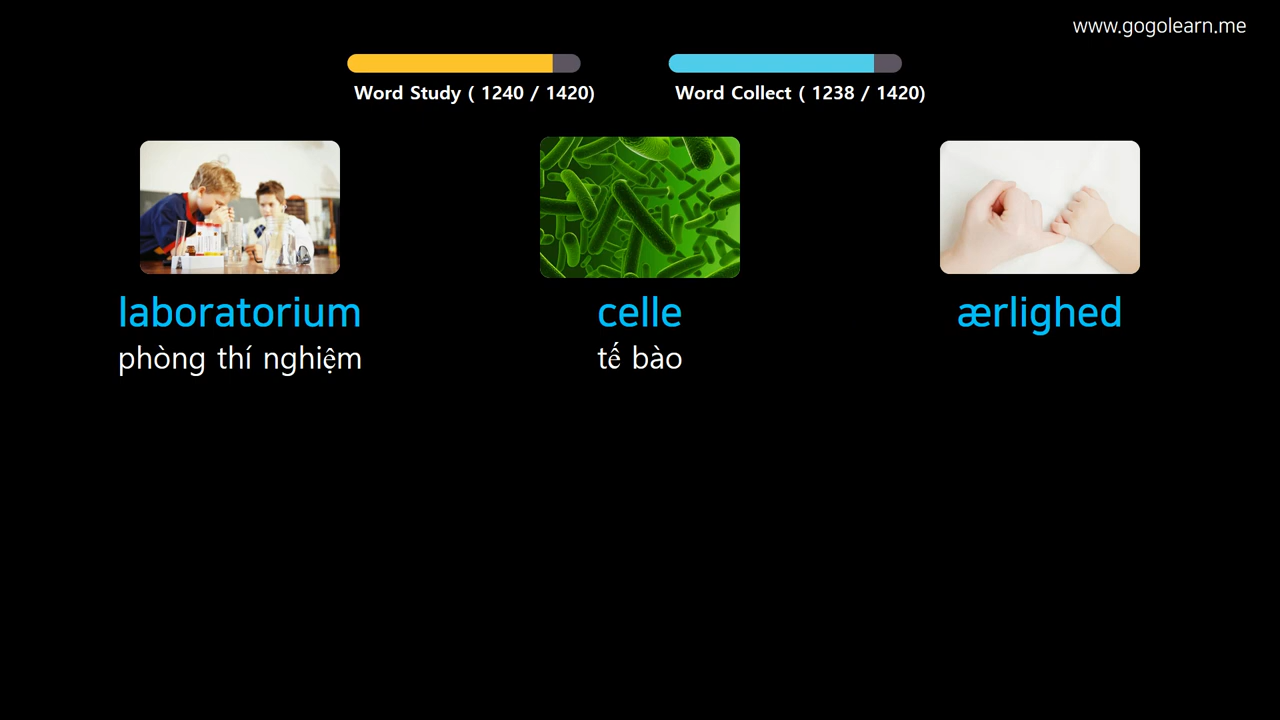 www.gogolearn.me
Word Study ( 1240 / 1420)
Word Collect ( 1238 / 1420)
laboratorium
phòng thí nghiệm
celle
tế bào
ærlighed